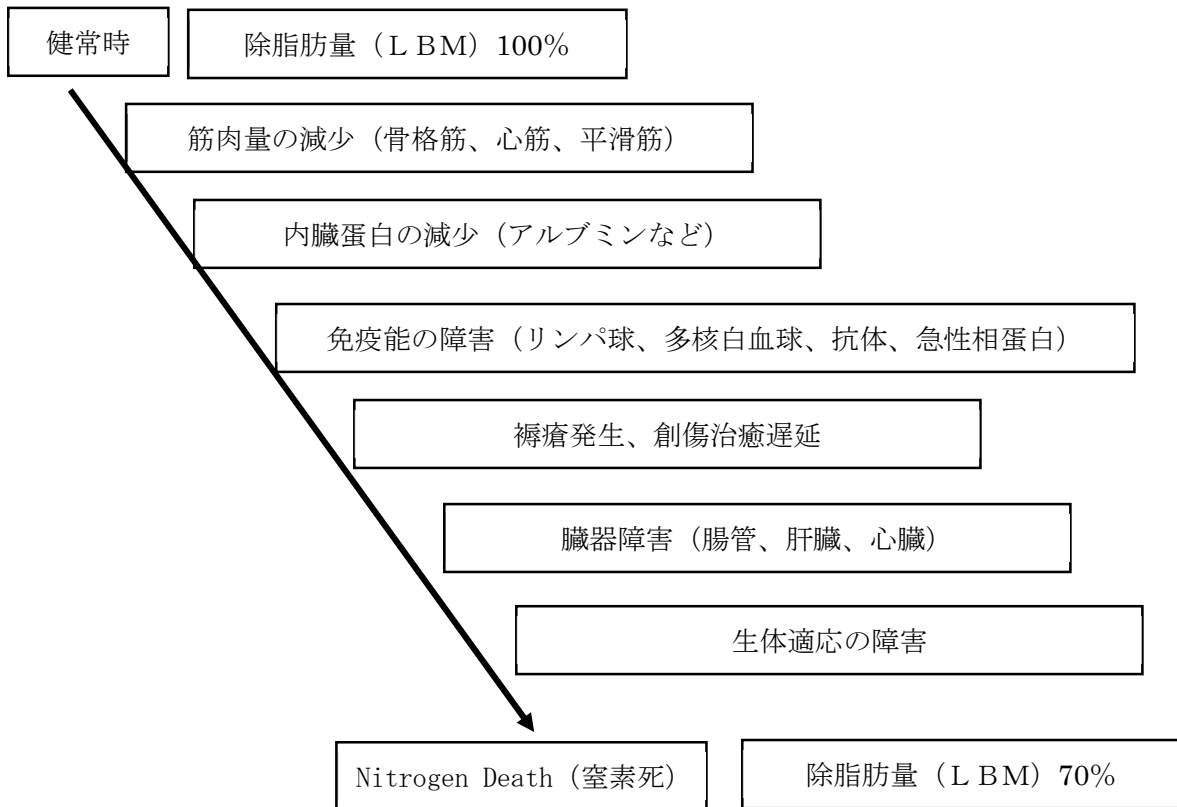 健常時
除脂肪量（ＬＢＭ）100%
筋肉量の減少（骨格筋、心筋、平滑筋）
内臓蛋白の減少（アルブミンなど）
免疫能の障害（リンパ球、多核白血球、抗体、急性相蛋白）
褥瘡発生、創傷治癒遅延
臓器障害（腸管、肝臓、心臓）
生体適応の障害
Nitrogen Death（窒素死）
除脂肪量（ＬＢＭ）70%